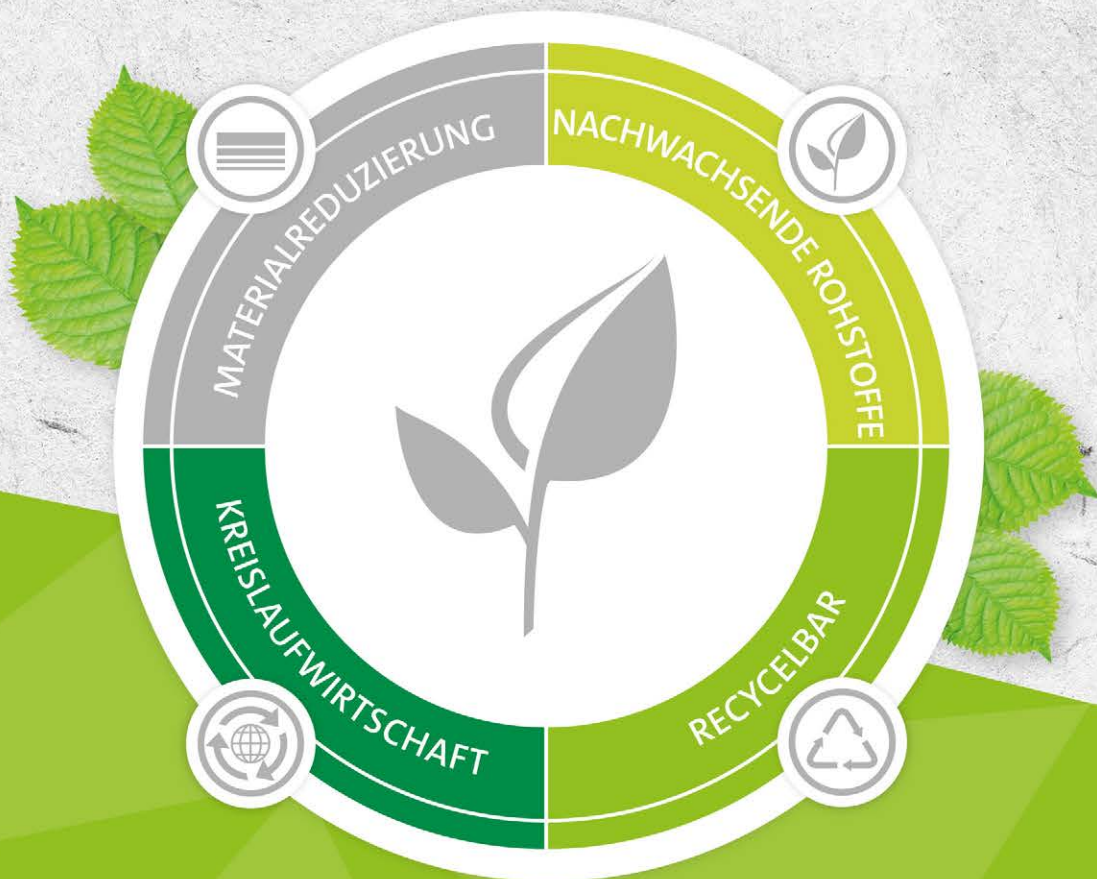 MATERIALREDUZIERUNG
NACHWACHSENDE ROHSTOFFE
KREISLAUFWIRTSCHAFT
RECYCELBAR